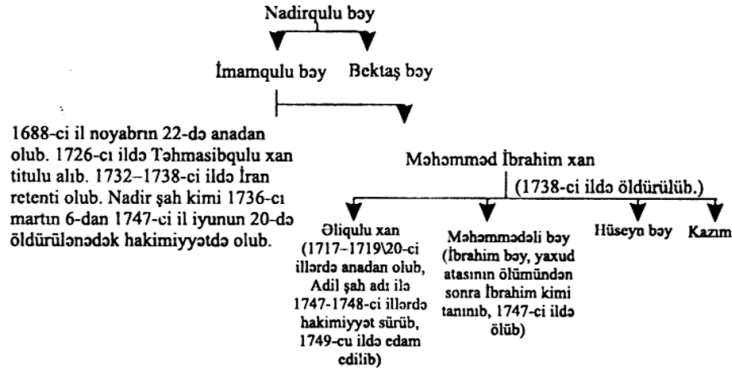 Nadirqulu bəy
İmamqulu bəy
Bektaş bəy
1688-ci il noyabrın 22-də anadan
olub. 1726-cı ildə Təhmasibqulu xan
titulu alıb. 1732–1738-ci ildə İran
retenti olub. Nadir şah kimi 1736-cı
martın 6-dan 1747-ci il iyunun 20-də
öldürülənədək hakimiyyətdə olub.
Məhəmməd İbrahim xan
(1738-ci ildə öldürülüb.)
Əliqulu xan
(1717–1719\20-ci
illərdə anadan olub,
Adil şah adı ilə
1747-1748-ci illərdə
hakimiyyət sürüb,
1749-cu ildə edam
edilib)
Məhəmmədəli bəy
(İbrahim bəy, yaxud
atasının ölümündən
sonra İbrahim kimi
tanınıb, 1747-ci ildə
ölüb)
Hüseyn bəy
Kazım